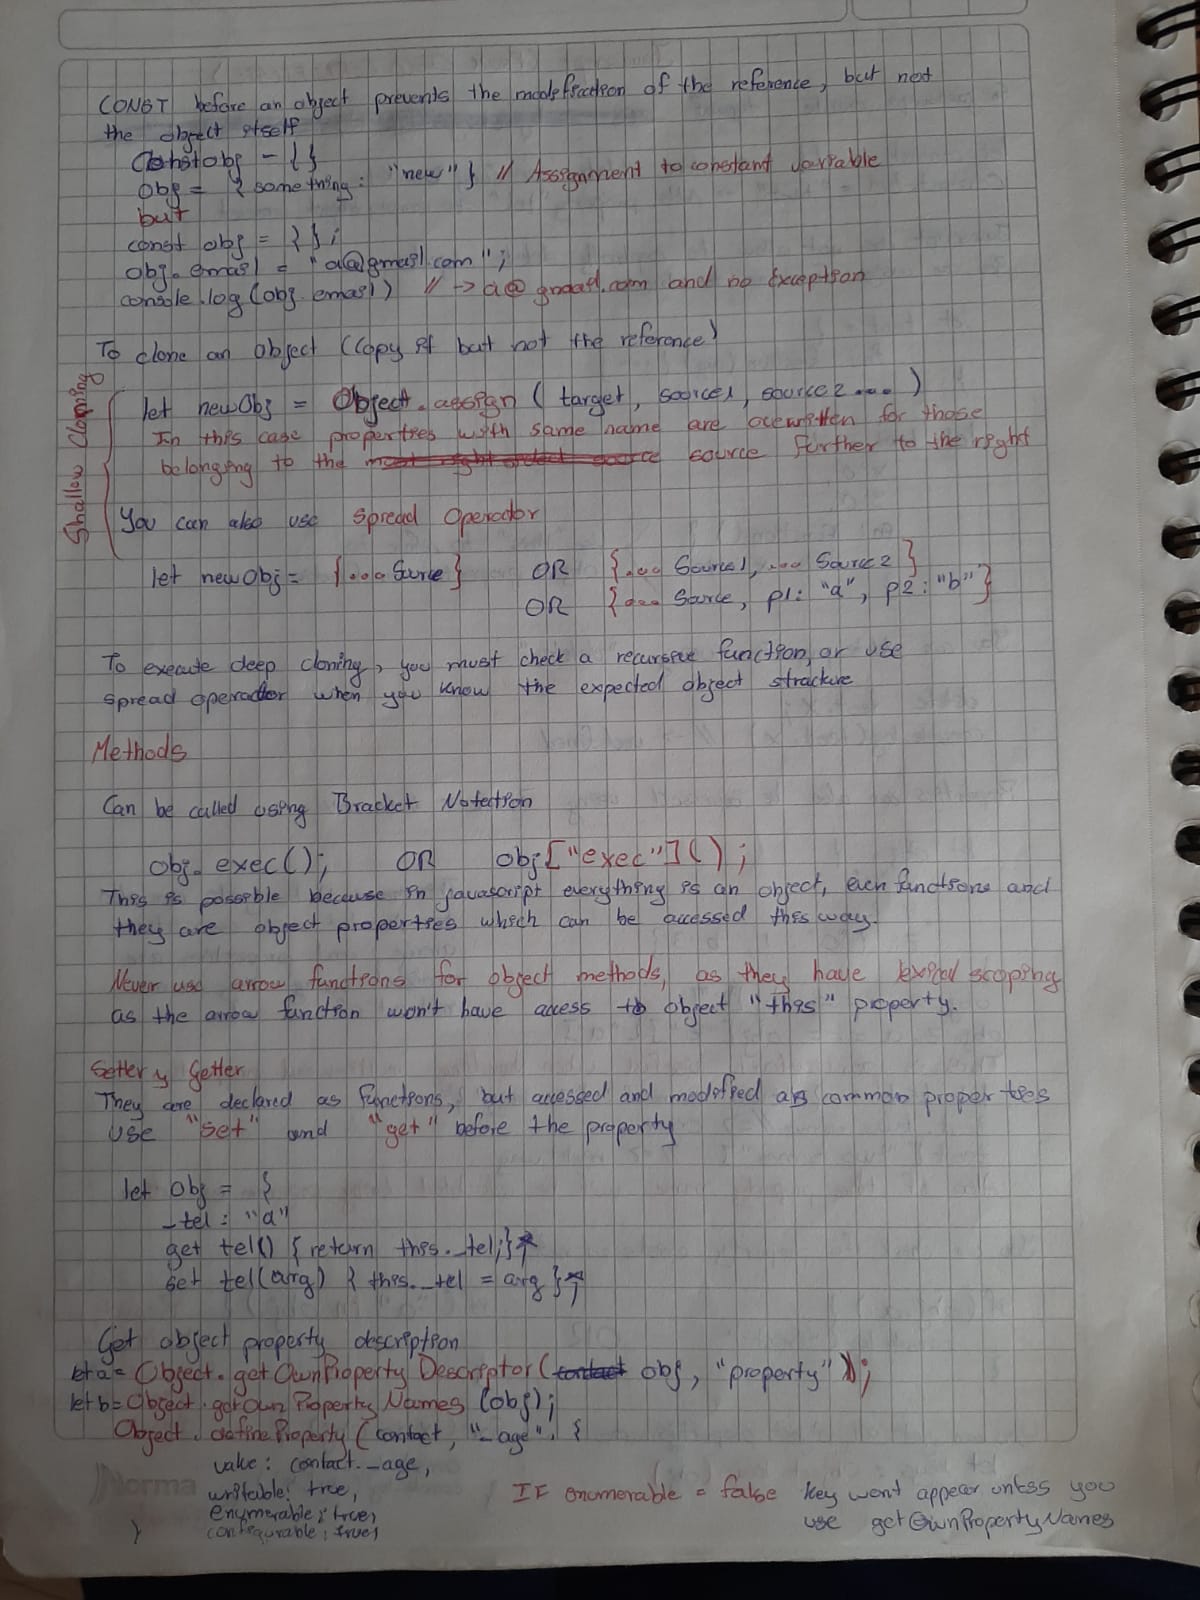 CONST before an object prevents the modefication of the reference, but not
the object itself
Constobj = {}
Obj = {something: "new"} // Assignment to constant variable
but
const obj = {};
obj.email = "a@gmail.com";
console.log(obj.email) // -> a@gmail.com and no Exception
To clone an object (Copy it but not the reference)
Shallow Cloning
let newObj = Object.assign (target, source1, source2 .... )
In this case properties with same name are overwritten for those
belonging to the most right object source source further to the right
You can also use Spread Operador
let newObj = {...Source} OR {... Source1, ... Source2}
OR {... Source, p1: "a", p2: "b"}
To execute deep cloning, you must check a recursive function, or use
spread operador when you know the expected object structure
Methods
Can be called using Bracket Notection
obj.exec(); OR obj["exec"]();
This is possible because in javascript everything is an object, even functions and
they are object properties which can be accessed this way.
Never use arrow functions for object methods, as they have lexical scoping
as the arrow function won't have access to object "this" property.
Setter y Getter
They are declared as functions, but accessed and modified as common properties
use "set" and "get" before the property
let Obj = {
_tel: "a"
get tel() {return this._tel;}
set tel(arg) {this._tel = arg}
Get object property description
let a = Object.getOwnProperty Descriptor(contact obj, "property");
let b = Object.getOwn Property Names (obj);
Object.defineProperty(contact, "_age", {
value: contact._age,
writable: true,
enumerable: true,
configurable: true,
}
IF enumerable = false key wont appear unless you
use getOwnPropertyNames
Norma